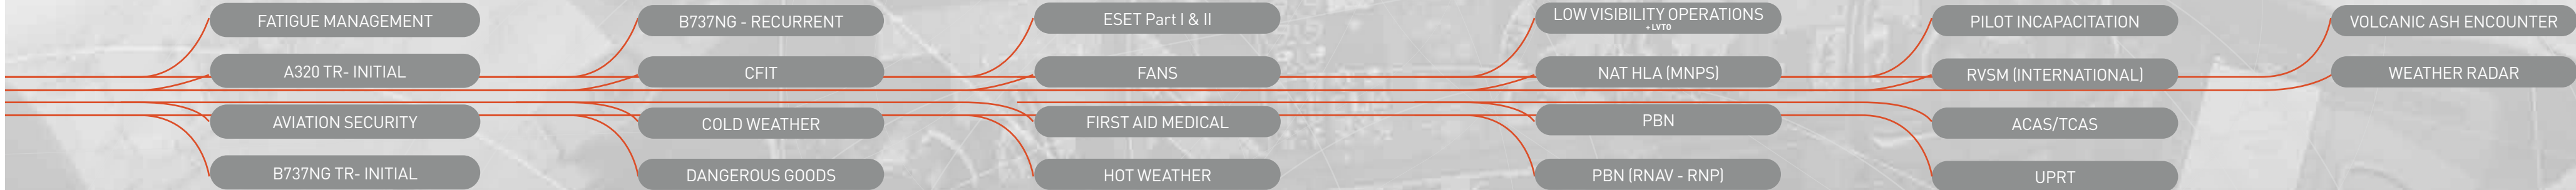 FATIGUE MANAGEMENT
A320 TR- INITIAL
AVIATION SECURITY
B737NG TR- INITIAL
B737NG - RECURRENT
CFIT
COLD WEATHER
DANGEROUS GOODS
ESET Part I & II
FANS
FIRST AID MEDICAL
HOT WEATHER
LOW VISIBILITY OPERATIONS
+ LVTO
NAT HLA (MNPS)
PBN
PBN (RNAV - RNP)
PILOT INCAPACITATION
RVSM (INTERNATIONAL)
ACAS/TCAS
UPRT
VOLCANIC ASH ENCOUNTER
WEATHER RADAR